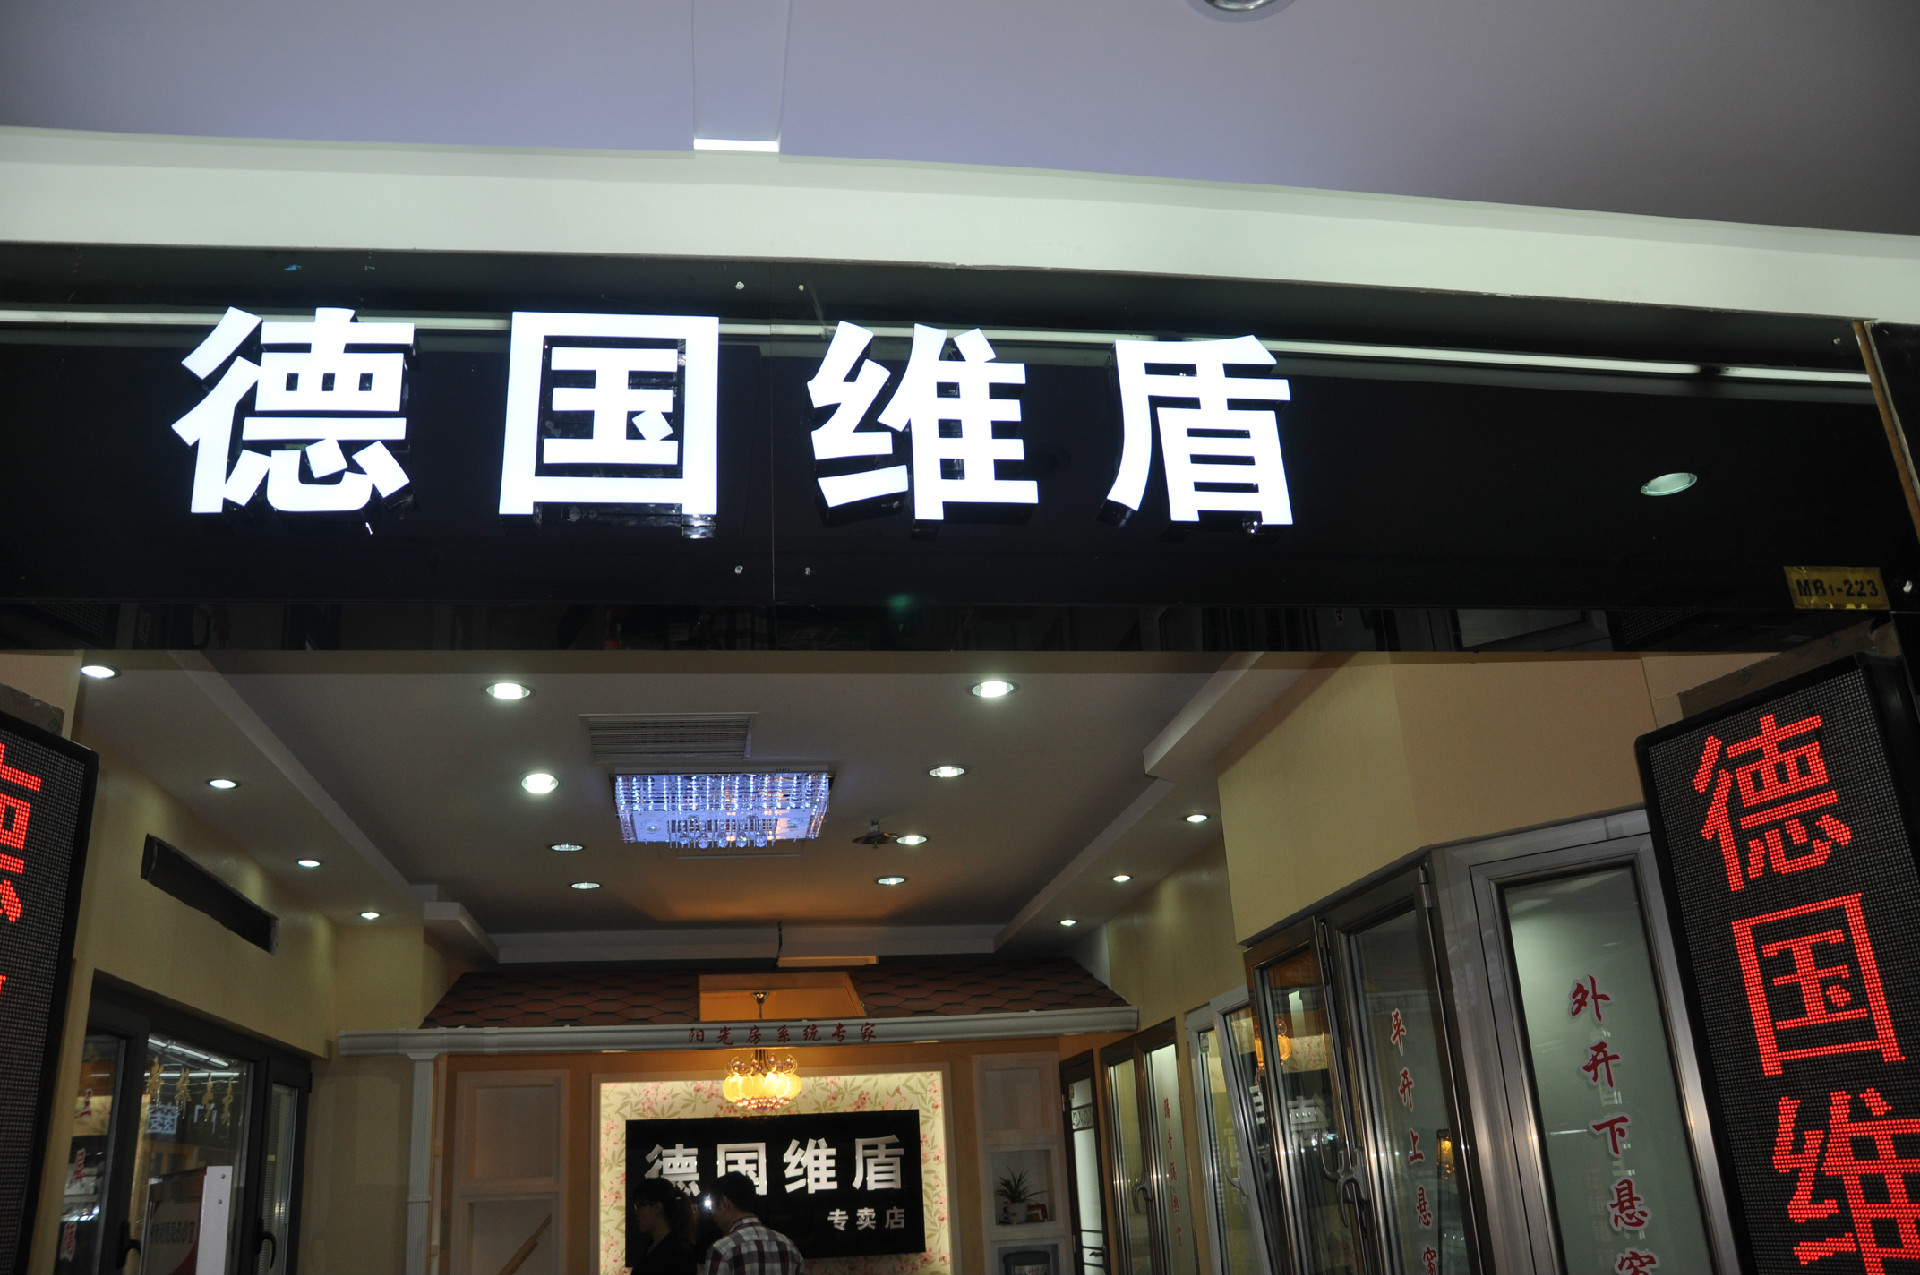 德国维盾
MB1-223
德国维
阳光房系统专家
德国维盾
专卖店
平开上悬窗
外开下悬窗